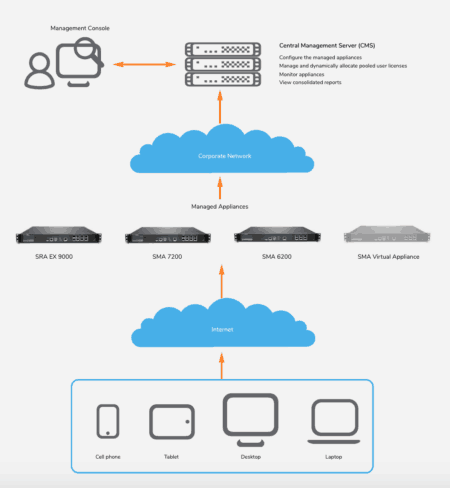 Management Console
Central Management Server (CMS)
Configure the managed appliances
Manage and dynamically allocate pooled user licenses
Monitor appliances
View consolidated reports
Corporate Network
Managed Appliances
SRA EX 9000
SMA 7200
SMA 6200
SMA Virtual Appliance
Internet
Cell phone
Tablet
Desktop
Laptop